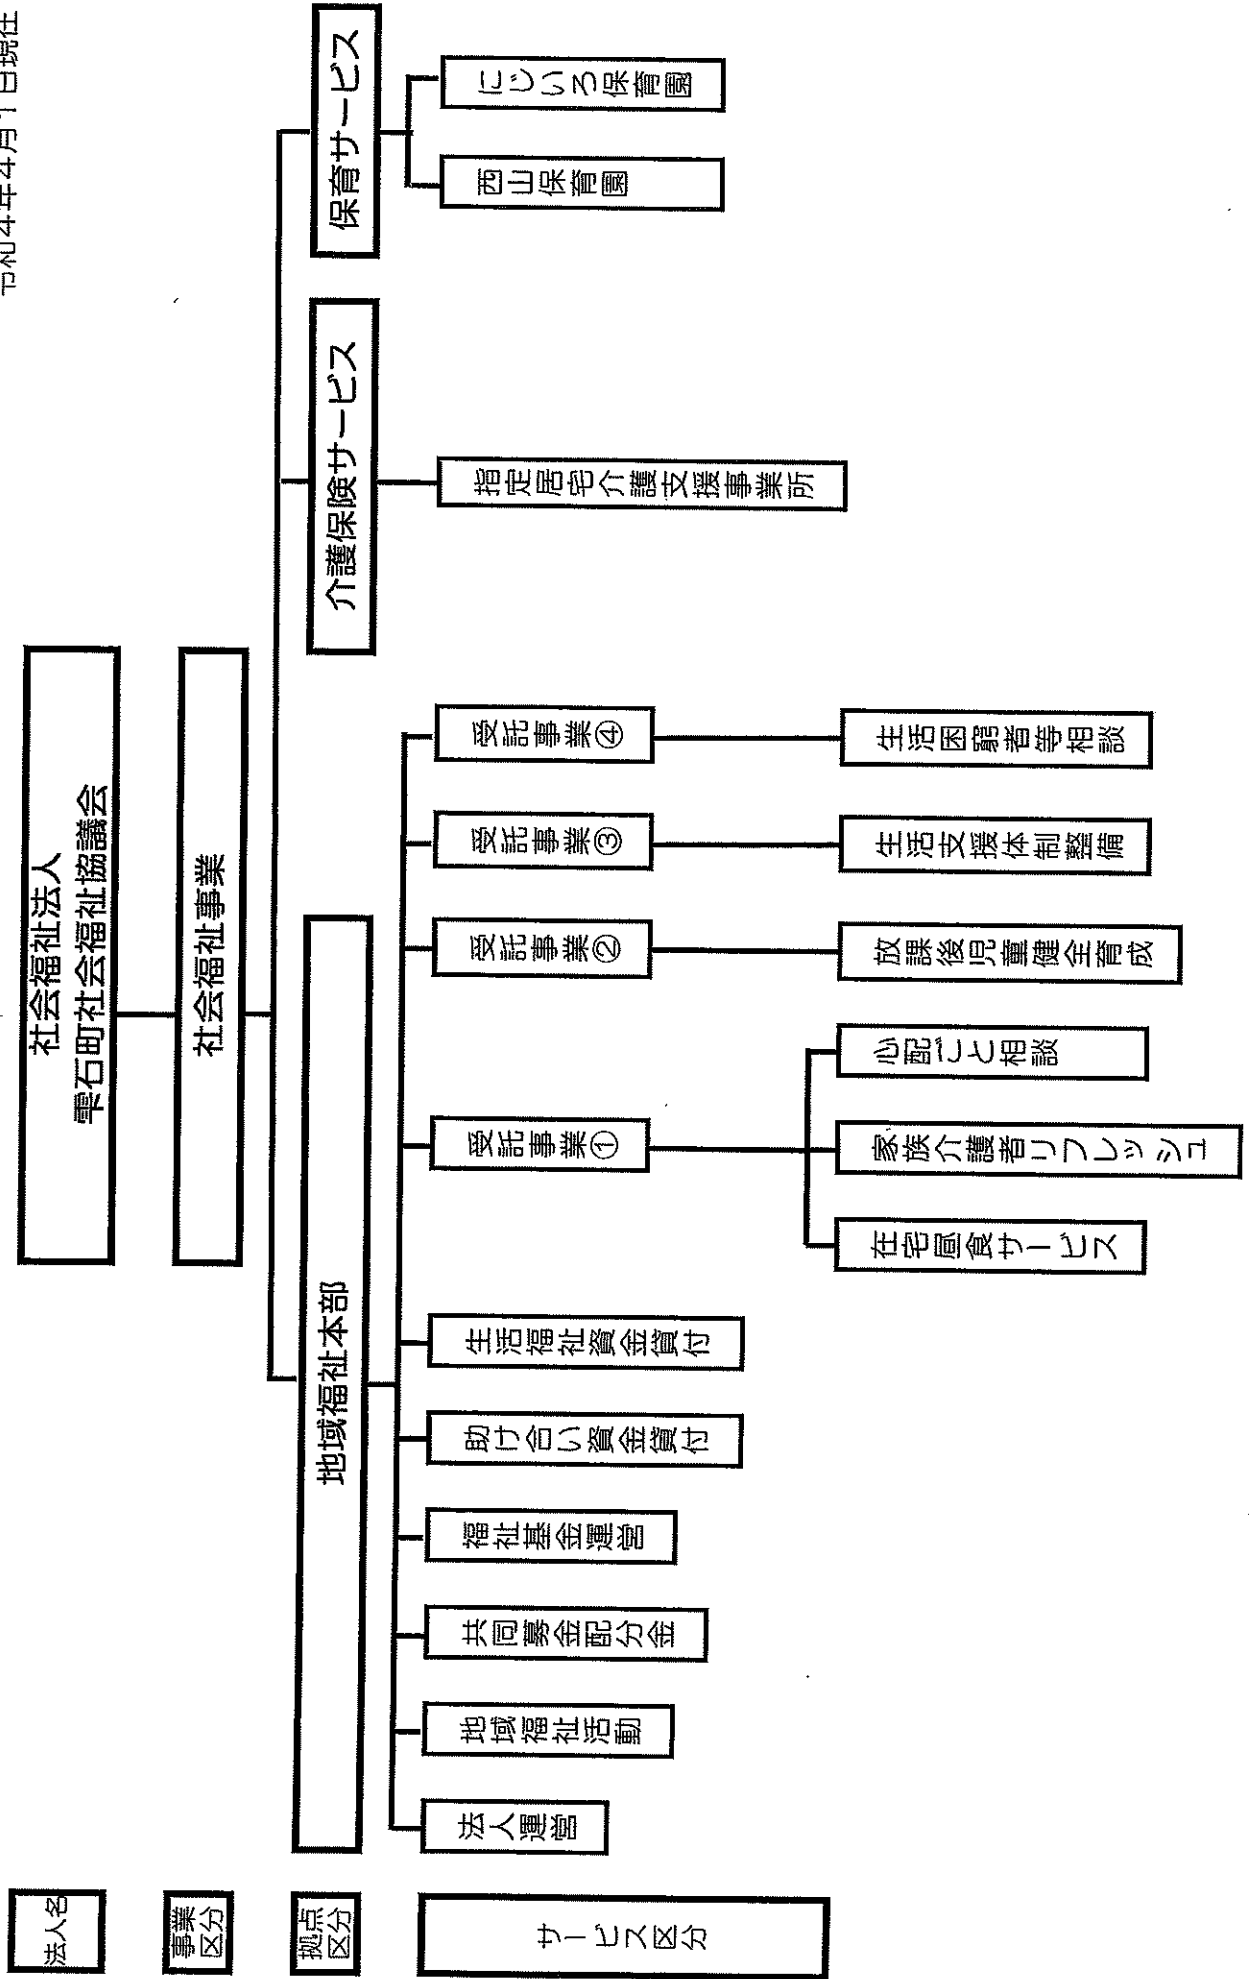 令和4年4月1日現在
法人名
社会福祉法人
雫石町社会福祉協議会
事業
区分
社会福祉事業
拠点
区分
地域福祉本部
介護保険サービス
保育サービス
サービス区分
法人運営
地域福祉活動
共同募金配分金
福祉基金運営
助け合い資金貸付
生活福祉資金貸付
受託事業①
受託事業②
受託事業③
受託事業④
指定居宅介護支援事業所
西山保育園
にじいろ保育園
在宅昼食サービス
家族介護者リフレッシュ
心配ごと相談
放課後児童健全育成
生活支援体制整備
生活困窮者等相談